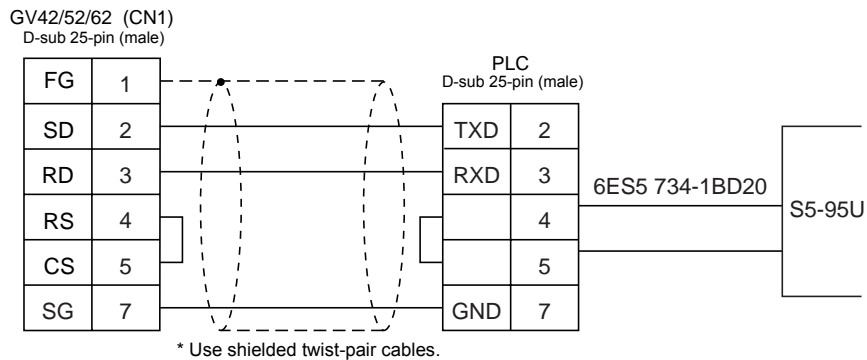 GV42/52/62 (CN1)
D-sub 25-pin (male)
PLC
D-sub 25-pin (male)
FG 1
SD 2 TXD 2
RD 3 RXD 3
6ES5 734-1BD20
RS 4 4
S5-95U
CS 5 5
SG 7 GND 7
* Use shielded twist-pair cables.